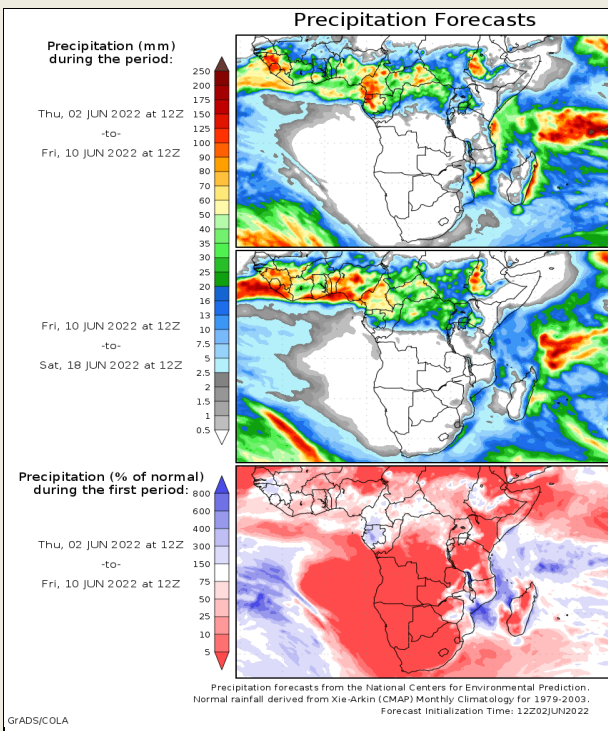 Precipitation Forecasts
Precipitation (mm)
during the period:
Thu, 02 JUN 2022 at 12Z
-to-
Fri, 10 JUN 2022 at 12Z
250
200
175
150
125
100
90
80
70
60
50
40
35
30
25
20
16
13
10
7.5
5
2.5
2
1.5
1
0.5
Fri, 10 JUN 2022 at 12Z
-to-
Sat, 18 JUN 2022 at 12Z
Precipitation (% of normal)
during the first period:
Thu, 02 JUN 2022 at 12Z
-to-
Fri, 10 JUN 2022 at 12Z
800
600
400
300
150
75
50
25
10
5
Precipitation forecasts from the National Centers for Environmental Prediction.
Normal rainfall derived from Xie-Arkin (CMAP) Monthly Climatology for 1979-2003.
Forecast Initialization Time: 12Z02JUN2022
GrADS/COLA